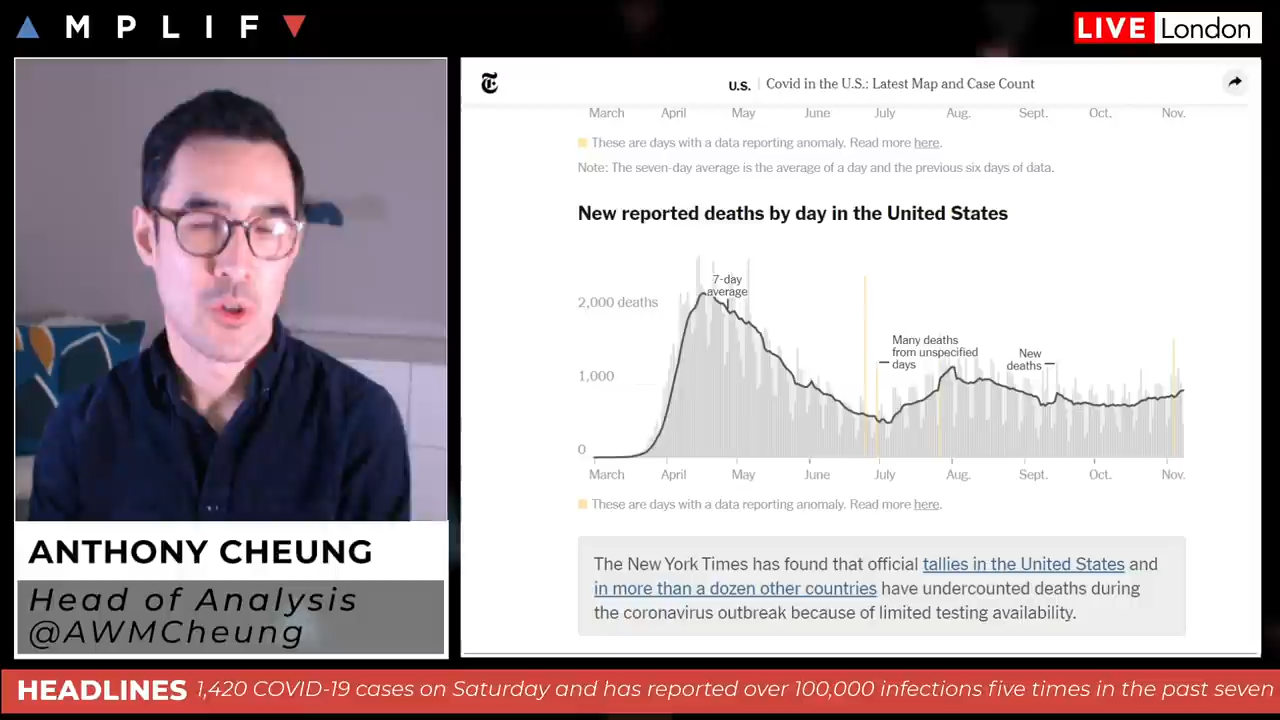 MPLIF
LIVE London
U.S. Covid in the U.S.: Latest Map and Case Count
March April May June July Aug. Sept. Oct. Nov.
These are days with a data reporting anomaly. Read more here.
Note: The seven-day average is the average of a day and the previous six days of data.
New reported deaths by day in the United States
7-day
average
2,000 deaths
Many deaths
from unspecified
days
New
deaths
1,000
0
March April May June July Aug. Sept. Oct. Nov.
These are days with a data reporting anomaly. Read more here.
The New York Times has found that official tallies in the United States and
in more than a dozen other countries have undercounted deaths during
the coronavirus outbreak because of limited testing availability.
ANTHONY CHEUNG
Head of Analysis
@AWMCheung
HEADLINES 1,420 COVID-19 cases on Saturday and has reported over 100,000 infections five times in the past seven